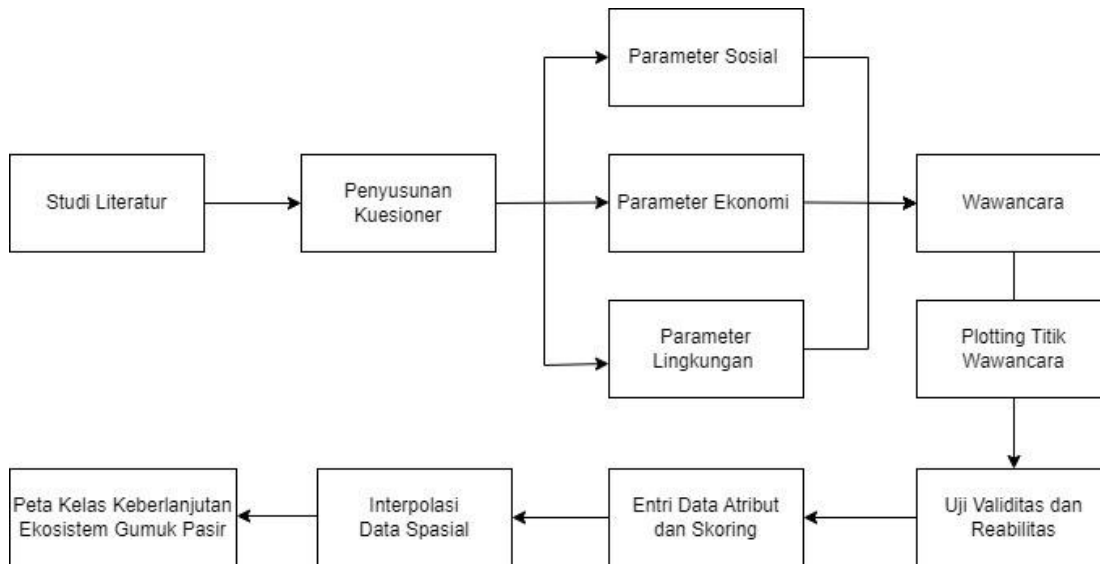 Parameter Sosial
Studi Literatur
Penyusunan
Kuesioner
Parameter Ekonomi
Wawancara
Parameter
Lingkungan
Plotting Titik
Wawancara
Peta Kelas Keberlanjutan
Ekosistem Gumuk Pasir
Interpolasi
Data Spasial
Entri Data Atribut
dan Skoring
Uji Validitas dan
Reabilitas